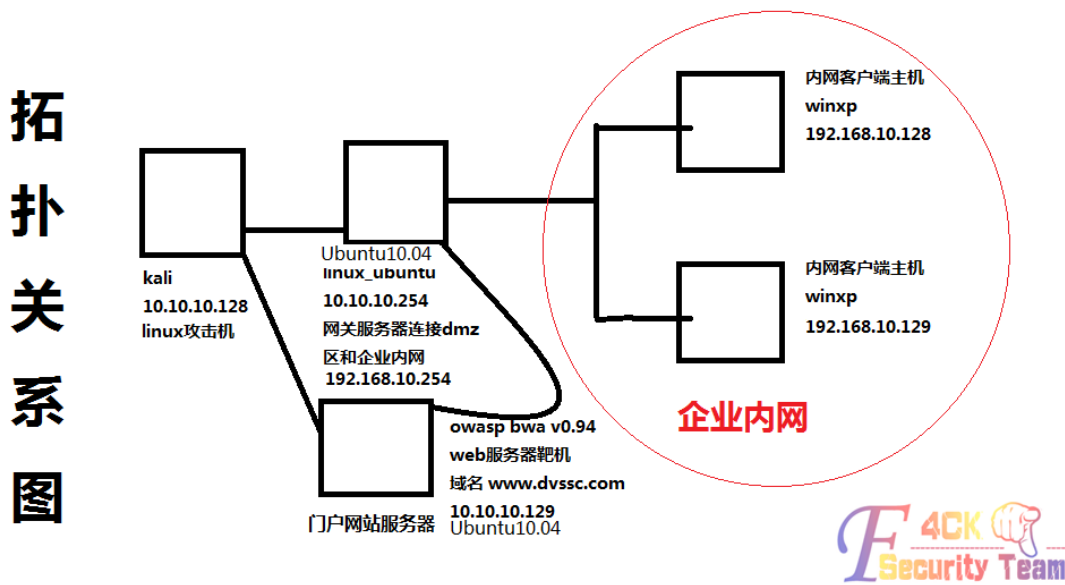 拓扑关系图
kali
10.10.10.128
linux攻击机
Ubuntu10.04
linux_ubuntu
10.10.10.254
网关服务器连接dmz
区和企业内网
192.168.10.254
内网客户端主机
winxp
192.168.10.128
内网客户端主机
winxp
192.168.10.129
企业内网
owasp bwa v0.94
web服务器靶机
域名 www.dvssc.com
10.10.10.129
Ubuntu10.04
门户网站服务器
F4CK
Security Team